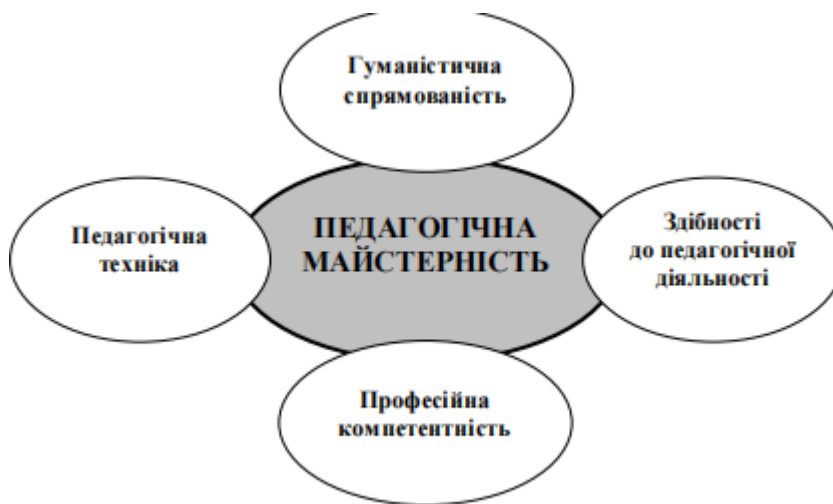 Гуманістична
спрямованість
Педагогічна
техніка
ПЕДАГОГІЧНА
МАЙСТЕРНІСТЬ
Здібності
до педагогічної
діяльності
Професійна
компетентність